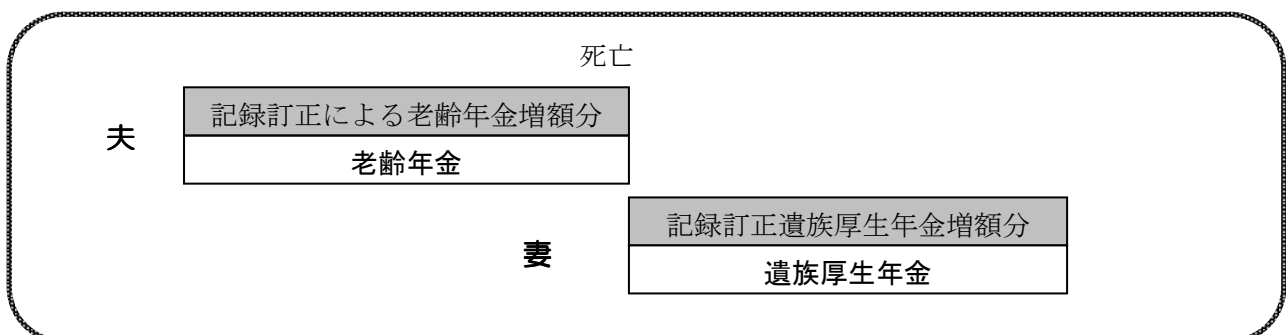 死亡
夫
記録訂正による老齢年金増額分
老齢年金
妻
記録訂正遺族厚生年金増額分
遺族厚生年金